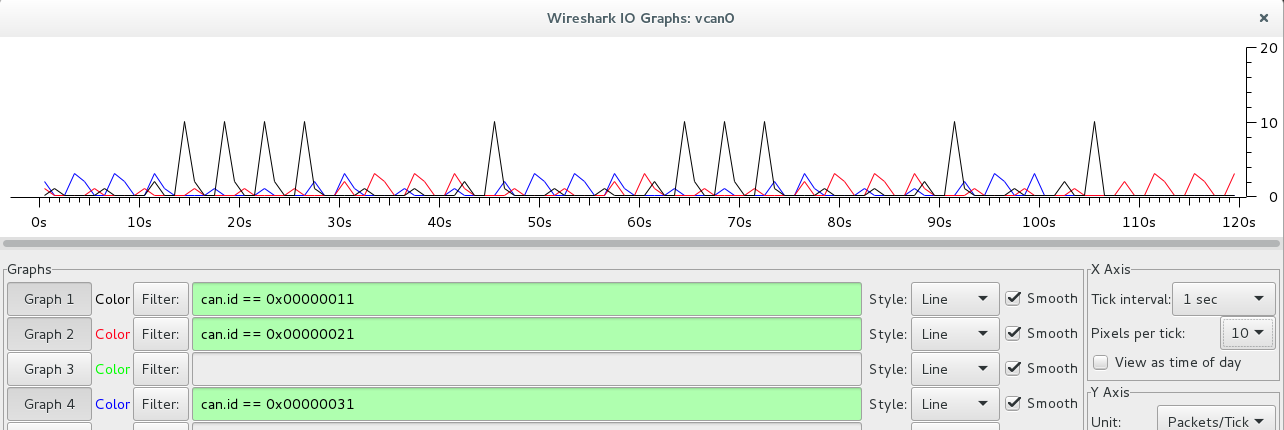 Wireshark IO Graphs: vcan0 ×
20
10
0
0s 10s 20s 30s 40s 50s 60s 70s 80s 90s 100s 110s 120s
Graphs
Graph 1 Color Filter: can.id == 0x00000011 Style: Line Smooth
Graph 2 Color Filter: can.id == 0x00000021 Style: Line Smooth
Graph 3 Color Filter: Style: Line Smooth
Graph 4 Color Filter: can.id == 0x00000031 Style: Line Smooth
X Axis
Tick interval: 1 sec
Pixels per tick: 10
View as time of day
Y Axis
Unit: Packets/Tick